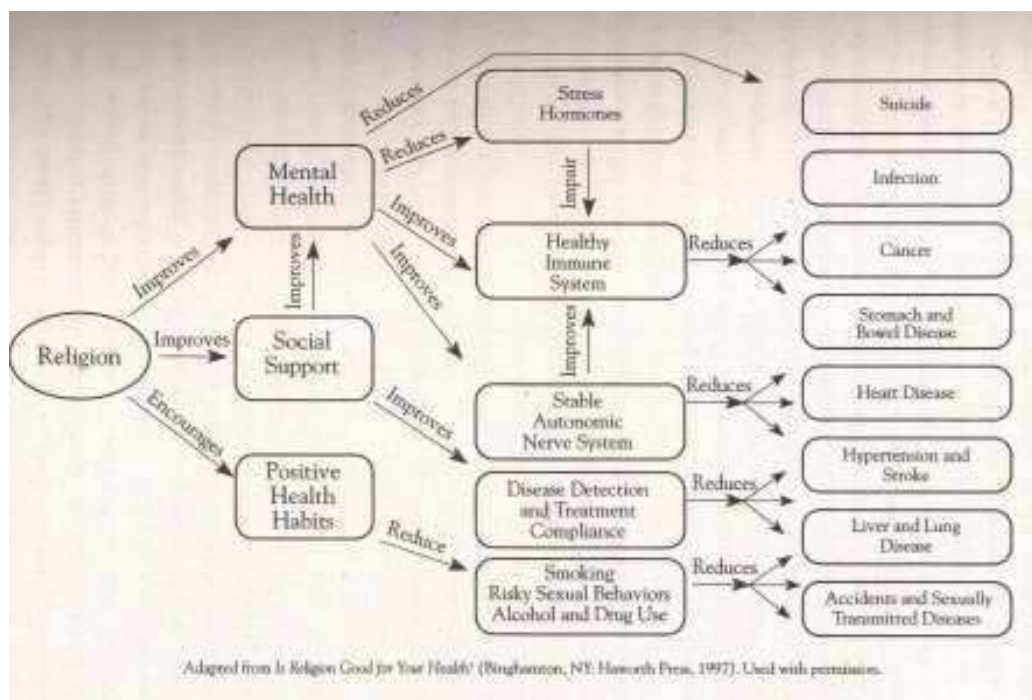 Reduces
Stress
Hormones
Suicide
Reduces
Mental
Health
Impair
Infection
Improves
Healthy
Immune
System
Reduces
Cancer
Improves
Improves
Improves
Stomach and
Bowel Disease
Religion
Improves
Social
Support
Improves
Stable
Autonomic
Nerve System
Reduces
Heart Disease
Encourages
Improves
Positive
Health
Habits
Disease Detection
and Treatment
Compliance
Reduces
Hypertension and
Stroke
Reduce
Smoking
Risky Sexual Behaviors
Alcohol and Drug Use
Reduces
Liver and Lung
Disease
Accidents and Sexually
Transmitted Diseases
Adapted from Is Religion Good for Your Health? (Binghamton, NY: Haworth Press, 1997). Used with permission.